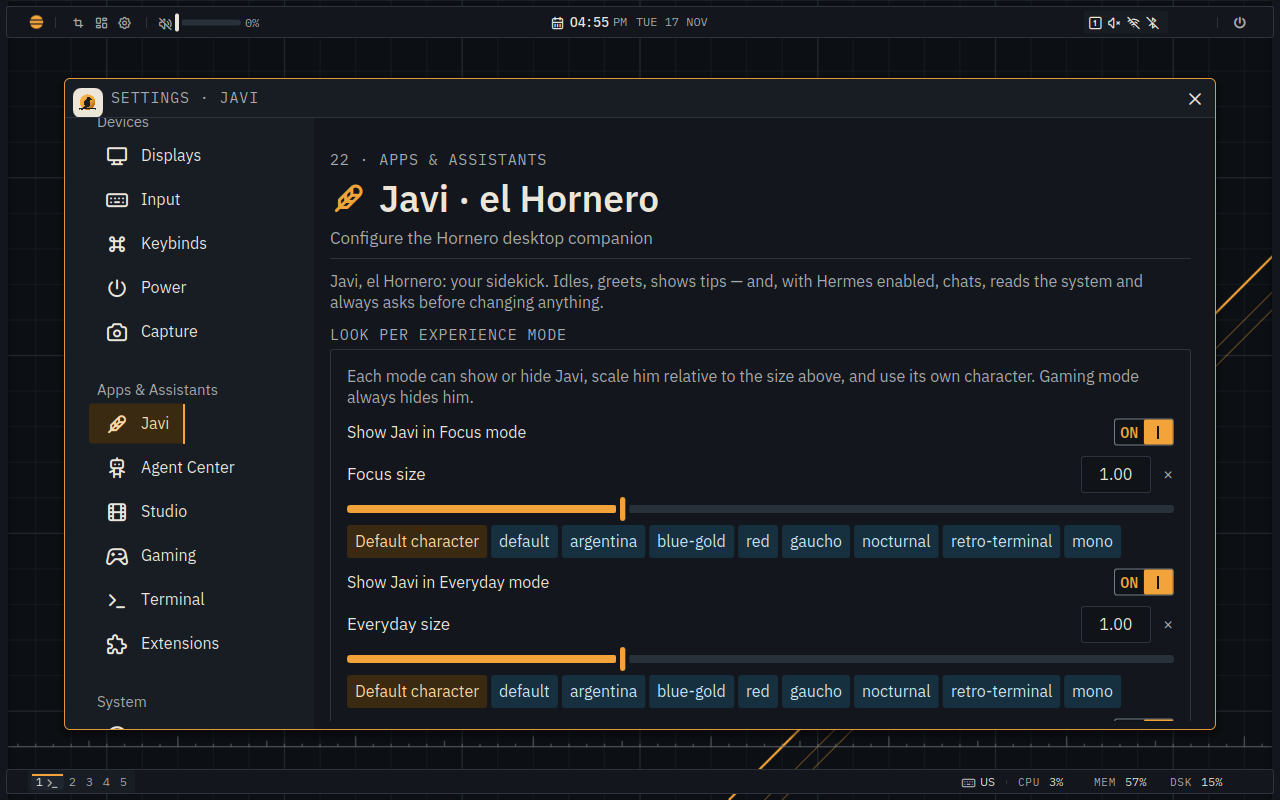 0%
04:55 PM TUE 17 NOV
1
SETTINGS · JAVI
Devices
Displays
Input
Keybinds
Power
Capture
Apps & Assistants
Javi
Agent Center
Studio
Gaming
Terminal
Extensions
System
22 · APPS & ASSISTANTS
Javi · el Hornero
Configure the Hornero desktop companion
Javi, el Hornero: your sidekick. Idles, greets, shows tips — and, with Hermes enabled, chats, reads the system and
always asks before changing anything.
LOOK PER EXPERIENCE MODE
Each mode can show or hide Javi, scale him relative to the size above, and use its own character. Gaming mode
always hides him.
Show Javi in Focus mode ON
Focus size 1.00 ×
Default character default argentina blue-gold red gaucho nocturnal retro-terminal mono
Show Javi in Everyday mode ON
Everyday size 1.00 ×
Default character default argentina blue-gold red gaucho nocturnal retro-terminal mono
1 2 3 4 5
US CPU 3% MEM 57% DSK 15%